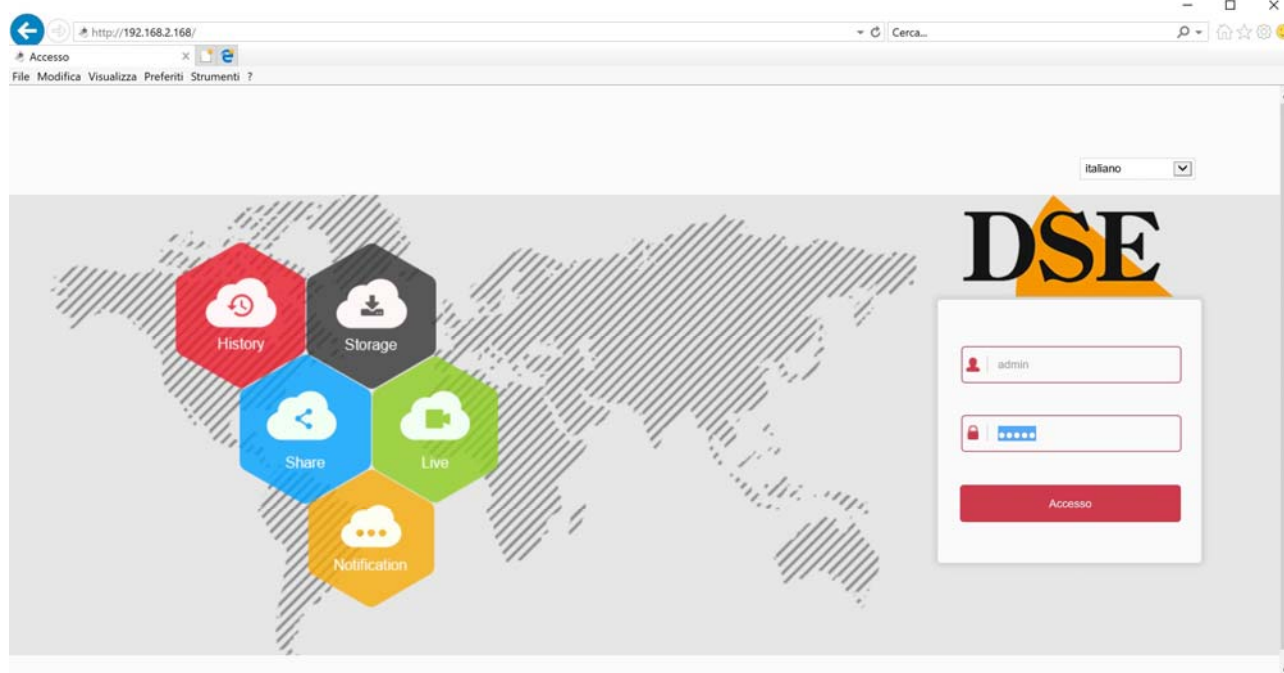 http://192.168.2.168/
Cerca...
Accesso
File Modifica Visualizza Preferiti Strumenti ?
italiano
DSE
History
Storage
admin
•••••
Share
Live
Accesso
Notification